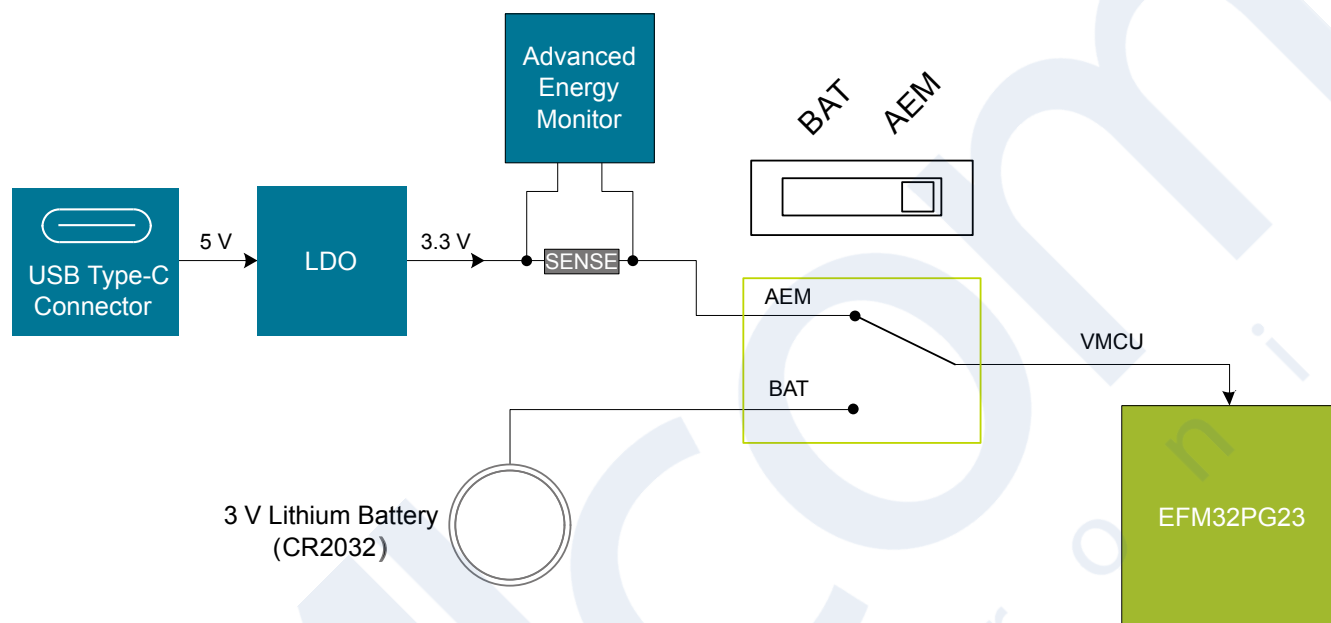 Advanced
Energy
Monitor
BAT
AEM
USB Type-C
Connector
5 V
LDO
3.3 V
SENSE
AEM
VMCU
BAT
3 V Lithium Battery
(CR2032)
EFM32PG23